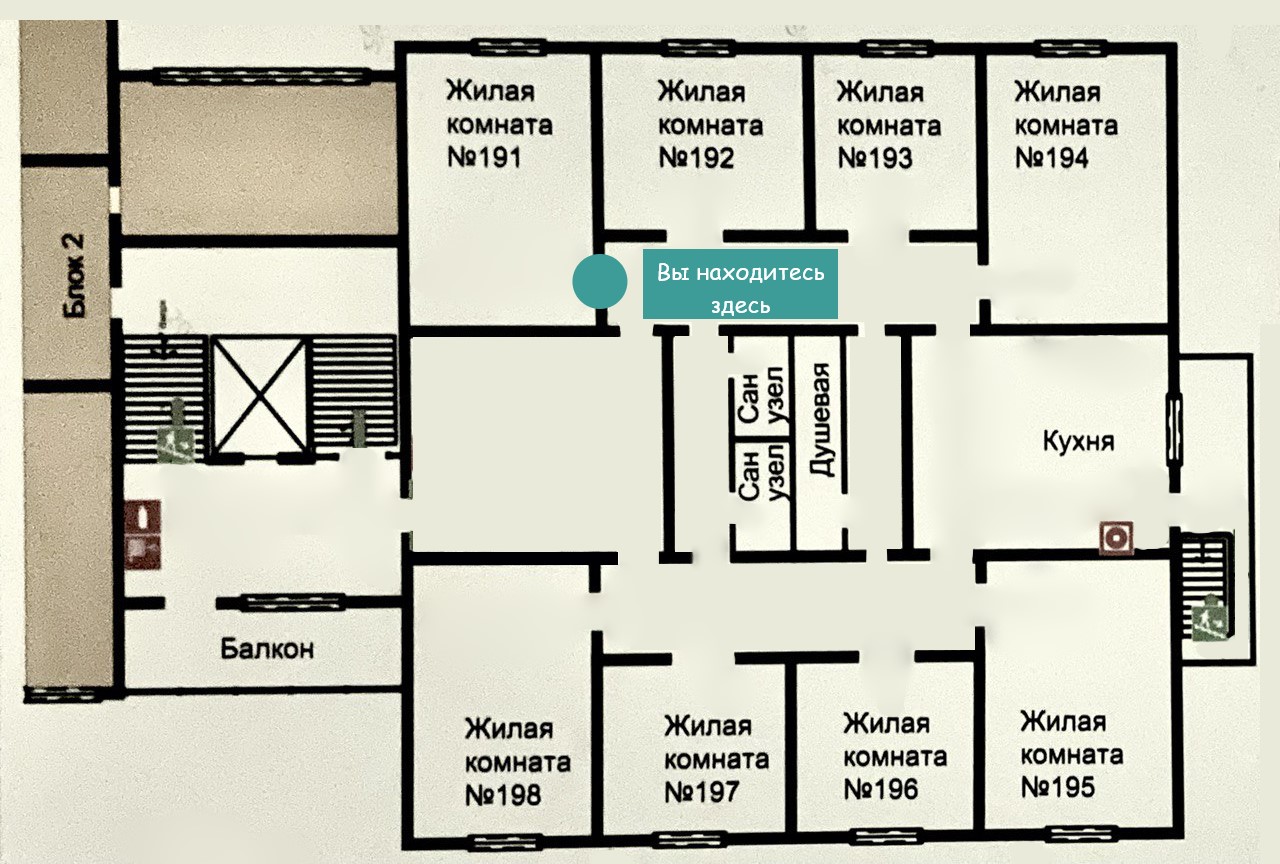 Жилая
комната
№191
Жилая
комната
№192
Жилая
комната
№193
Жилая
комната
№194
Блок 2
Вы находитесь
здесь
Сан
узел
Сан
узел
Душевая
Кухня
Балкон
Жилая
комната
№198
Жилая
комната
№197
Жилая
комната
№196
Жилая
комната
№195